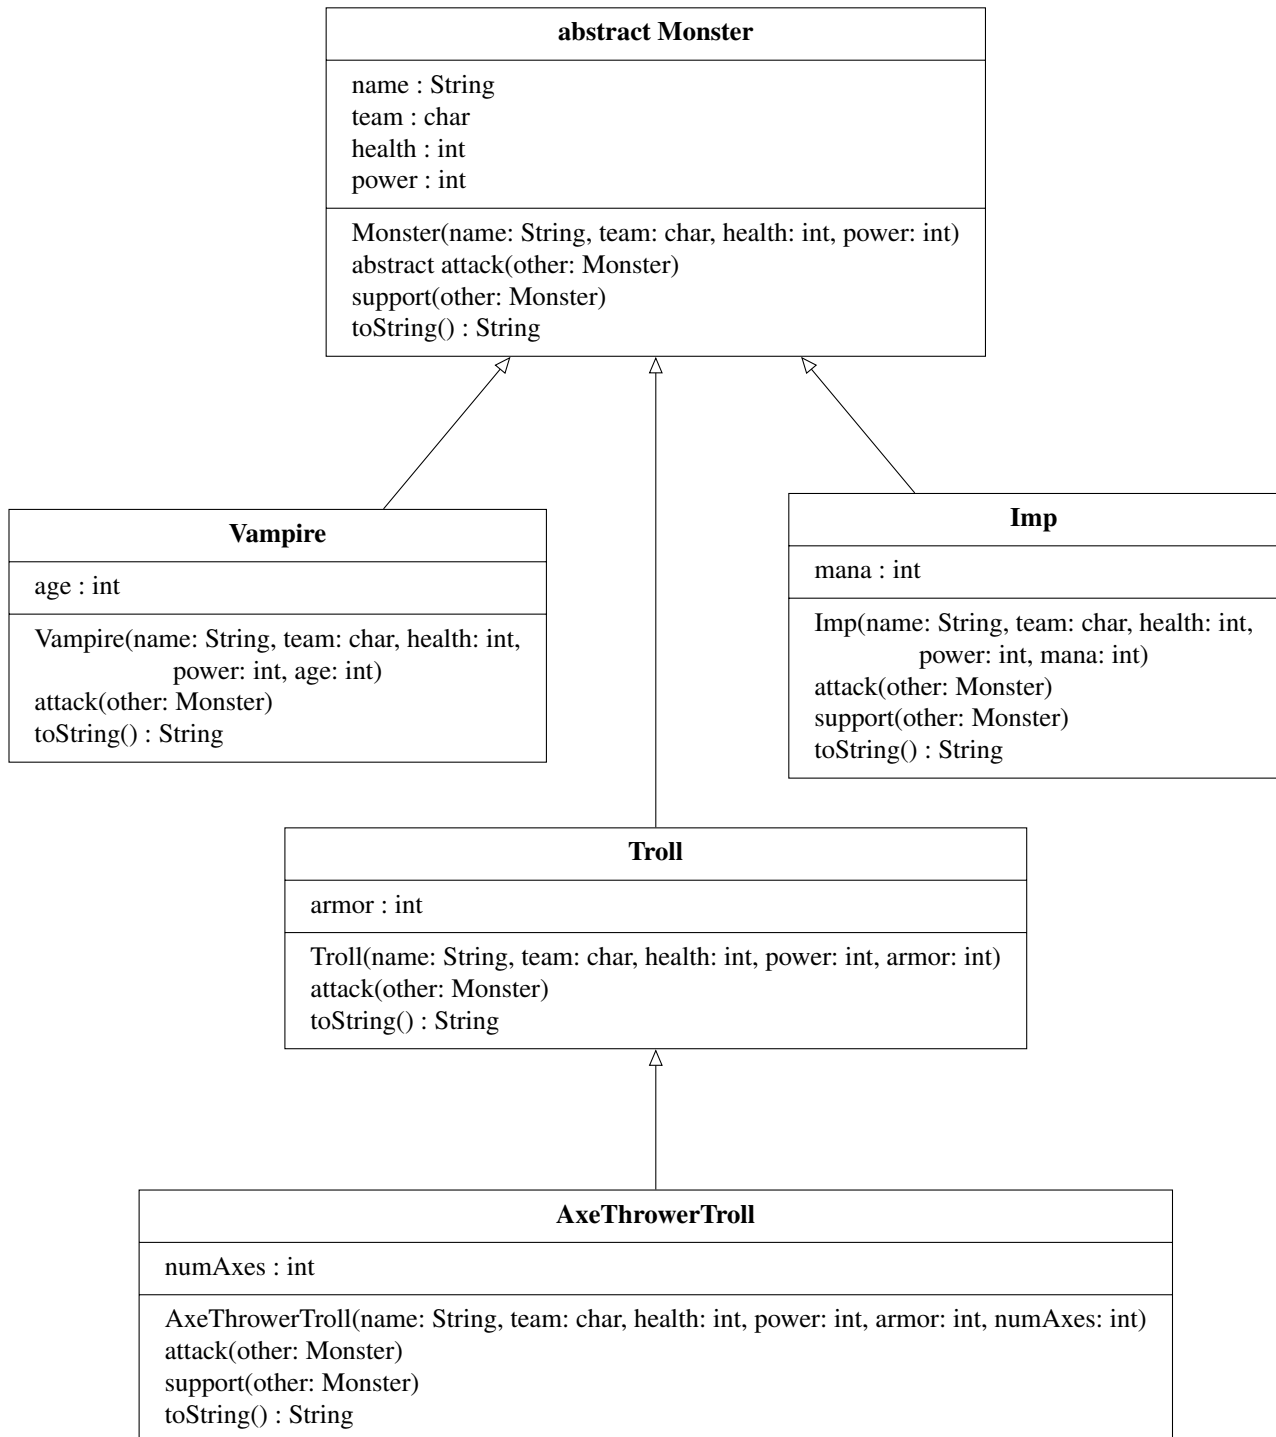 abstract Monster
name : String
team : char
health : int
power : int
Monster(name: String, team: char, health: int, power: int)
abstract attack(other: Monster)
support(other: Monster)
toString() : String
Vampire
age : int
Vampire(name: String, team: char, health: int,
power: int, age: int)
attack(other: Monster)
toString() : String
Imp
mana : int
Imp(name: String, team: char, health: int,
power: int, mana: int)
attack(other: Monster)
support(other: Monster)
toString() : String
Troll
armor : int
Troll(name: String, team: char, health: int, power: int, armor: int)
attack(other: Monster)
toString() : String
AxeThrowerTroll
numAxes : int
AxeThrowerTroll(name: String, team: char, health: int, power: int, armor: int, numAxes: int)
attack(other: Monster)
support(other: Monster)
toString() : String